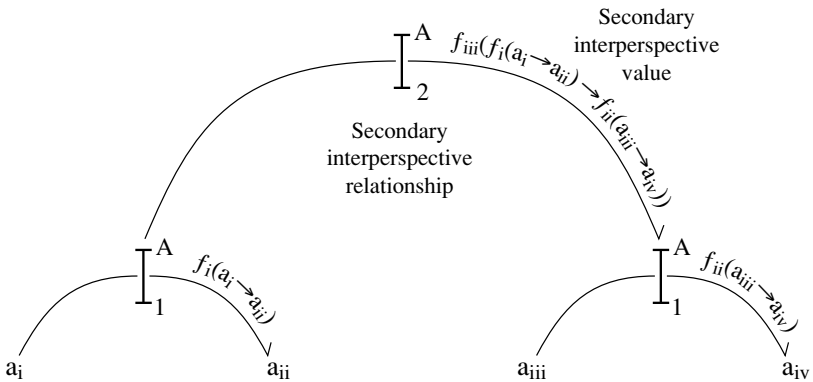 A
2
f_iii(f_i(a_i→a_ii)→f_ii(a_iii→a_iv))
Secondary
interperspective
value
Secondary
interperspective
relationship
A
1
f_i(a_i→a_ii)
A
1
f_ii(a_iii→a_iv)
a_i
a_ii
a_iii
a_iv